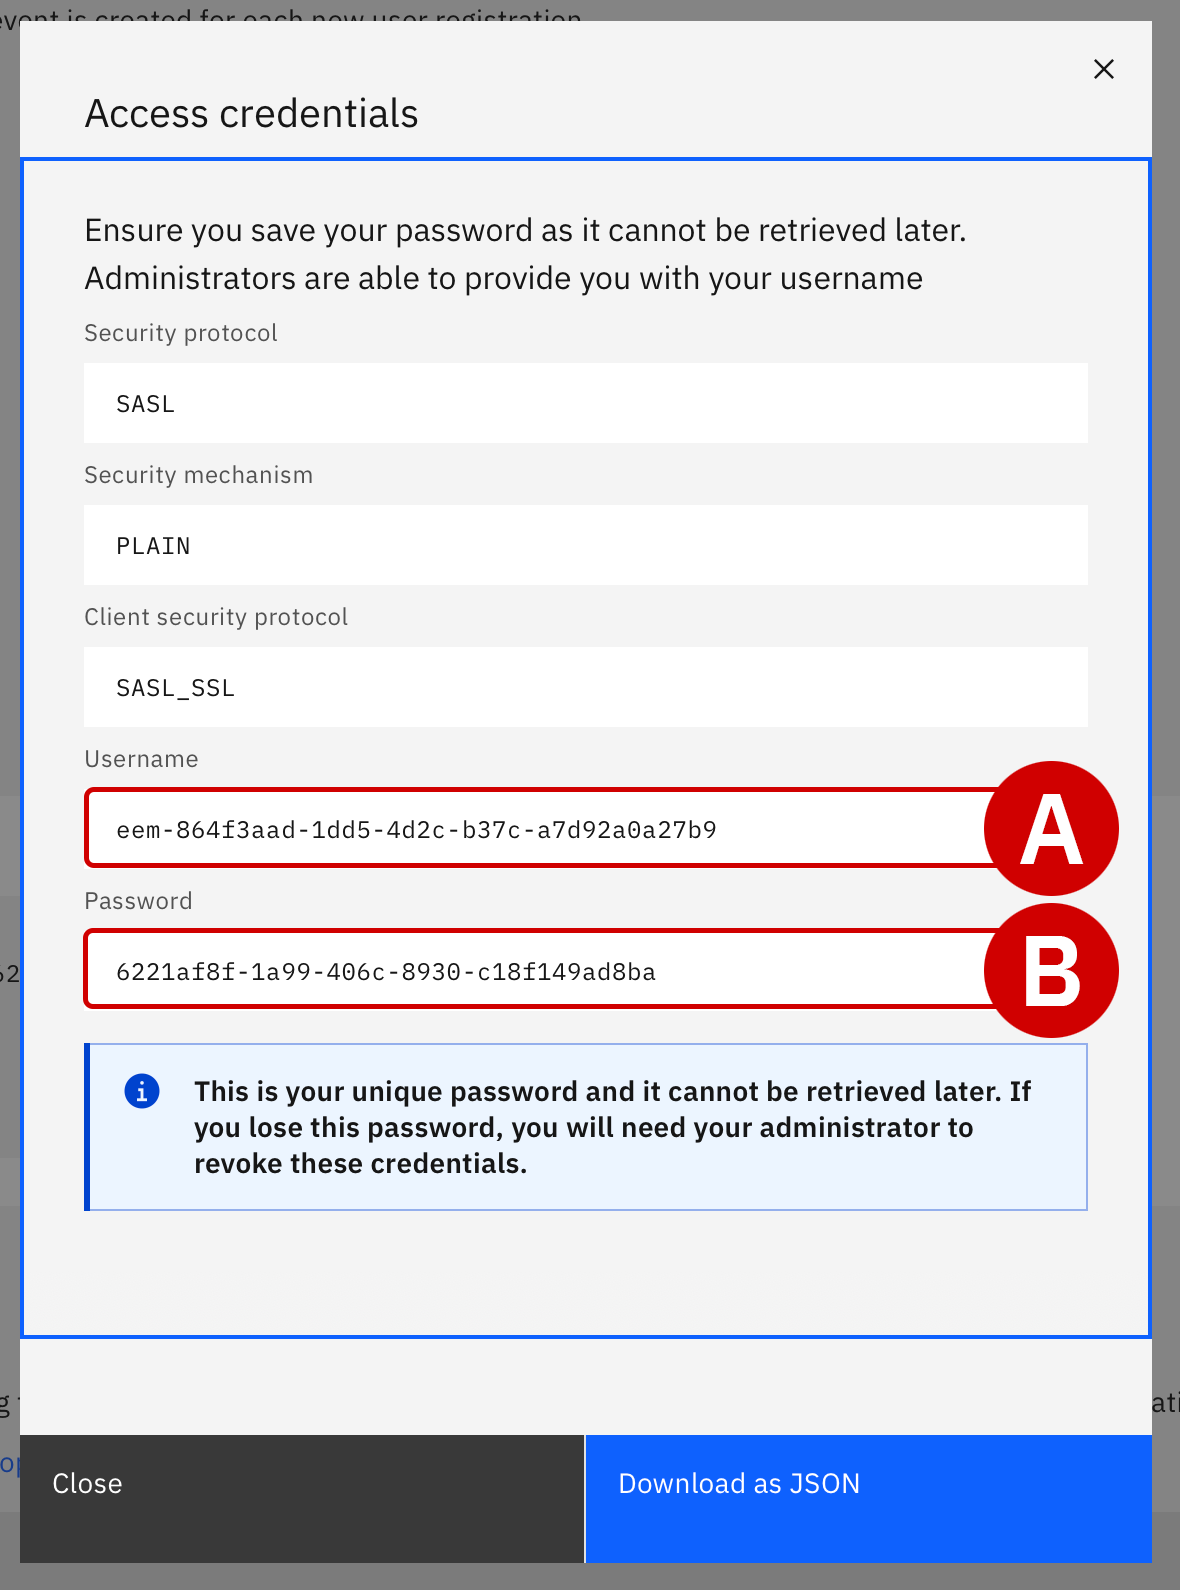 event is created for each new user registration
Access credentials
Ensure you save your password as it cannot be retrieved later.
Administrators are able to provide you with your username
Security protocol
SASL
Security mechanism
PLAIN
Client security protocol
SASL_SSL
Username
eem-864f3aad-1dd5-4d2c-b37c-a7d92a0a27b9
A
Password
6221af8f-1a99-406c-8930-c18f149ad8ba
B
This is your unique password and it cannot be retrieved later. If
you lose this password, you will need your administrator to
revoke these credentials.
Close
Download as JSON